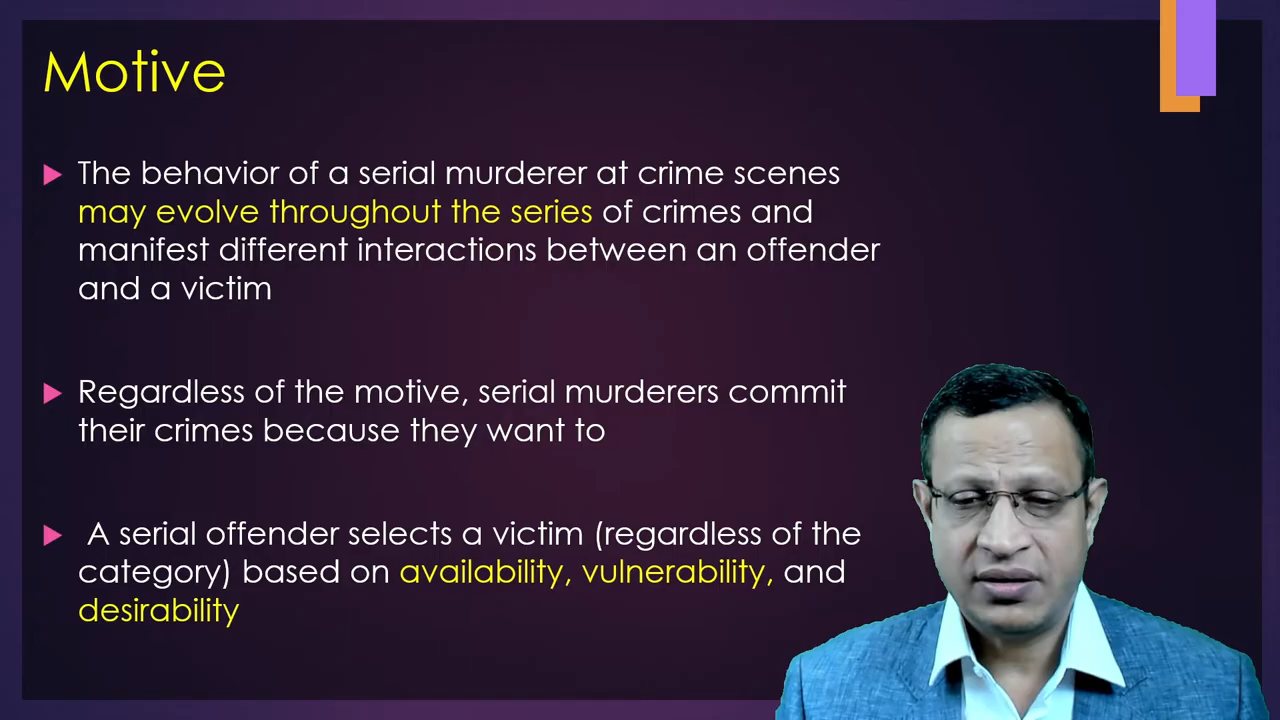 Motive
The behavior of a serial murderer at crime scenes
may evolve throughout the series of crimes and
manifest different interactions between an offender
and a victim
Regardless of the motive, serial murderers commit
their crimes because they want to
A serial offender selects a victim (regardless of the
category) based on availability, vulnerability, and
desirability